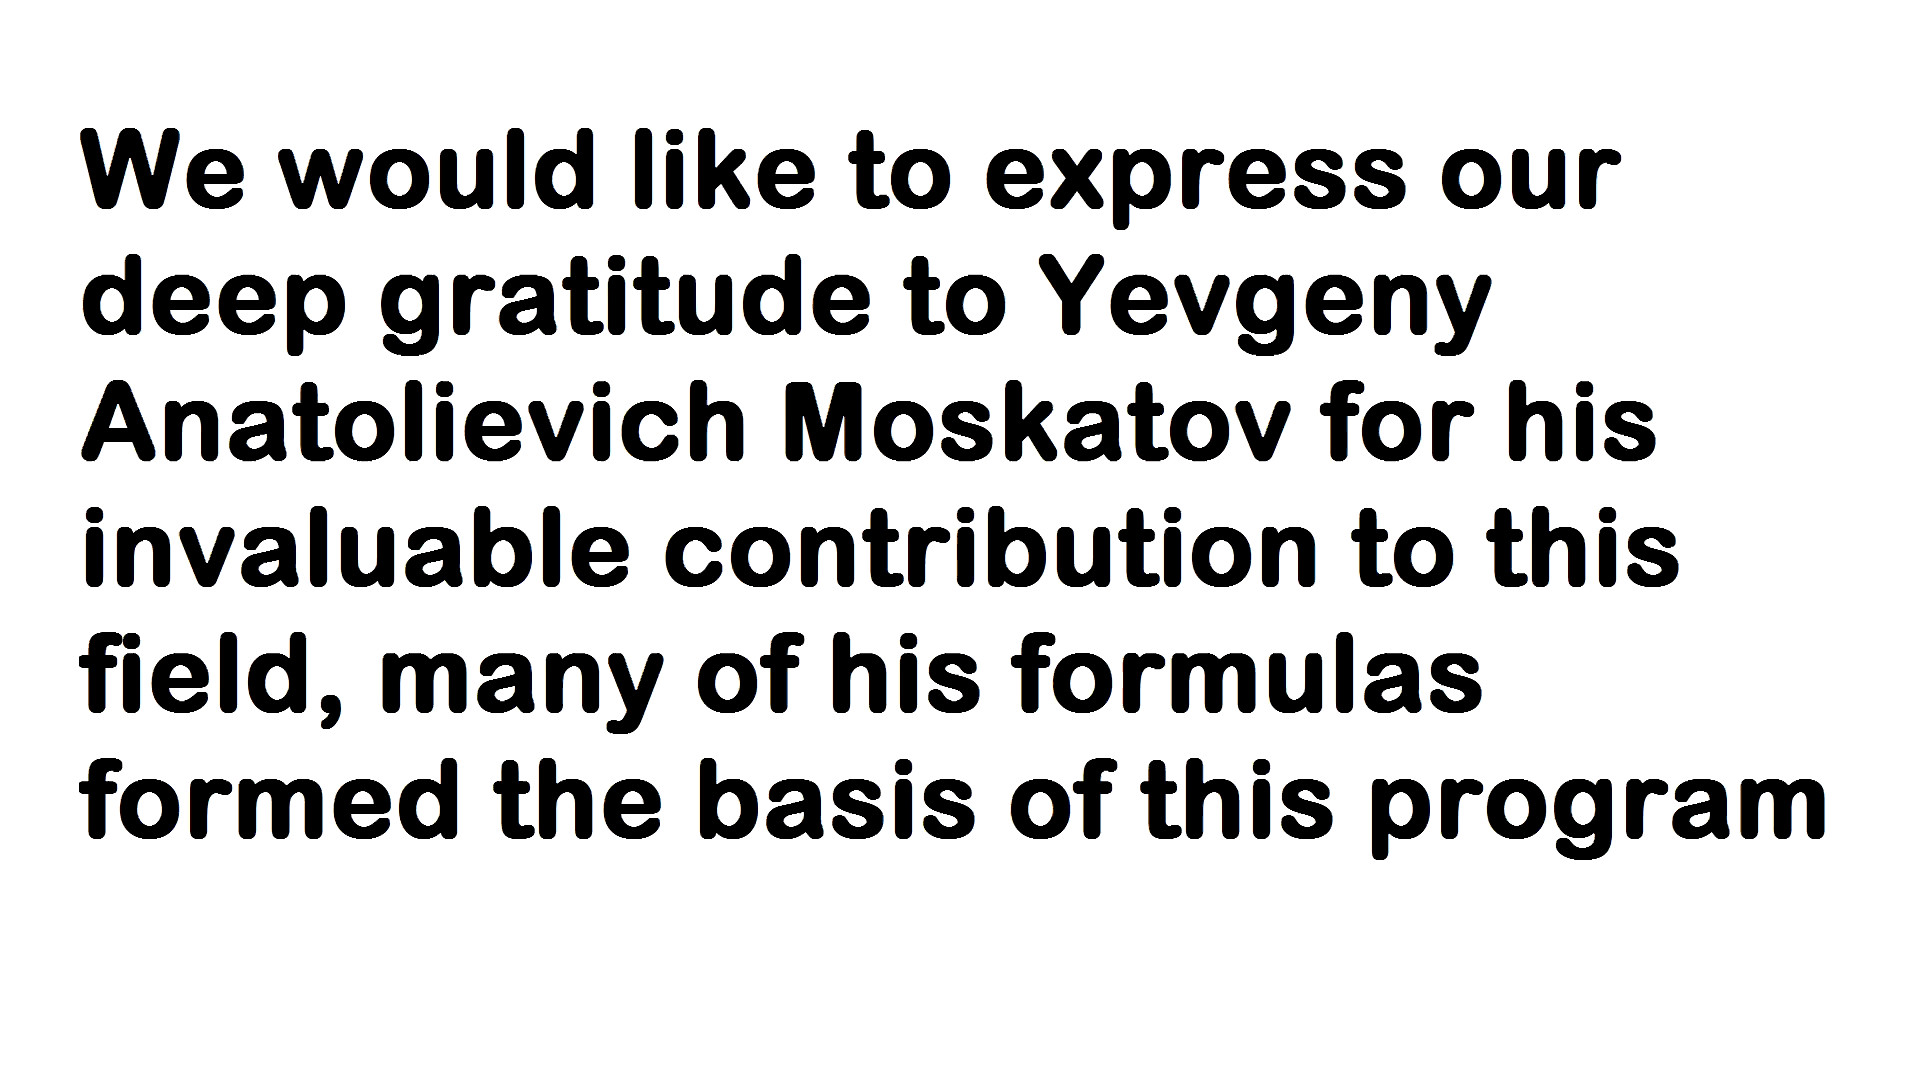 We would like to express our
deep gratitude to Yevgeny
Anatolievich Moskatov for his
invaluable contribution to this
field, many of his formulas
formed the basis of this program